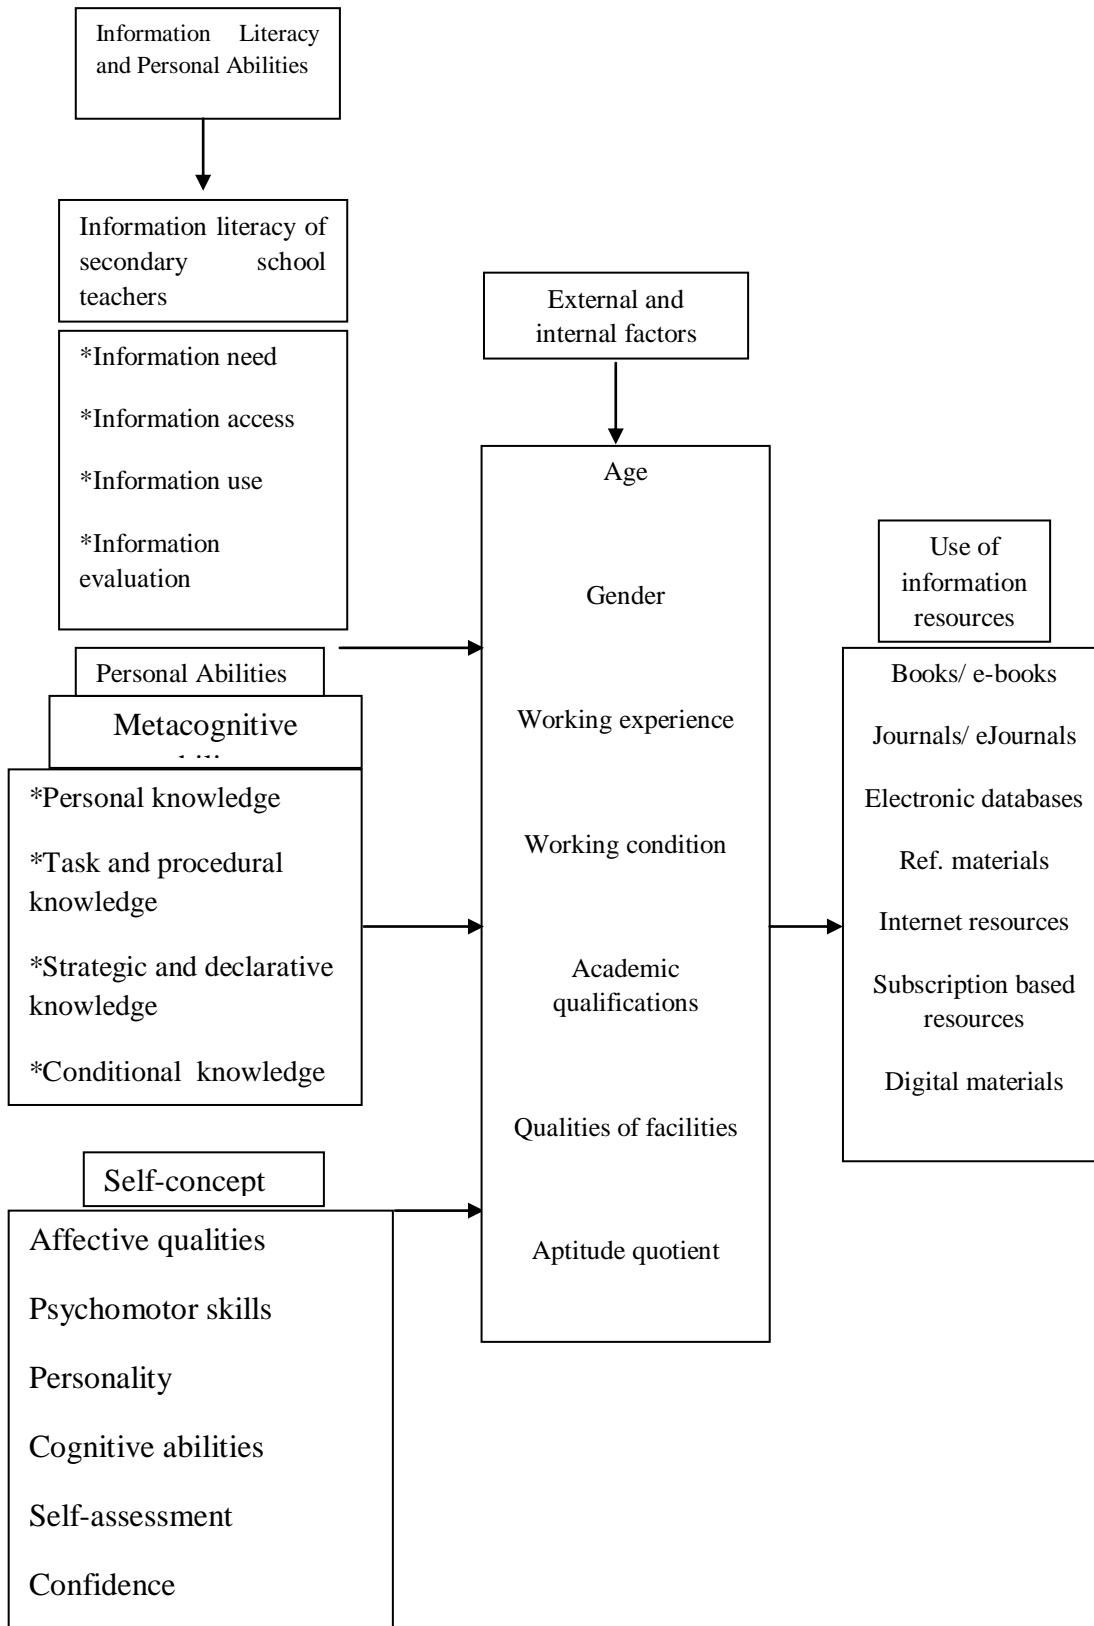 Information Literacy
and Personal Abilities
Information literacy of
secondary school
teachers
*Information need
*Information access
*Information use
*Information
evaluation
Personal Abilities
Metacognitive
*Personal knowledge
*Task and procedural
knowledge
*Strategic and declarative
knowledge
*Conditional knowledge
Self-concept
Affective qualities
Psychomotor skills
Personality
Cognitive abilities
Self-assessment
Confidence
External and
internal factors
Age
Gender
Working experience
Working condition
Academic
qualifications
Qualities of facilities
Aptitude quotient
Use of
information
resources
Books/ e-books
Journals/ eJournals
Electronic databases
Ref. materials
Internet resources
Subscription based
resources
Digital materials